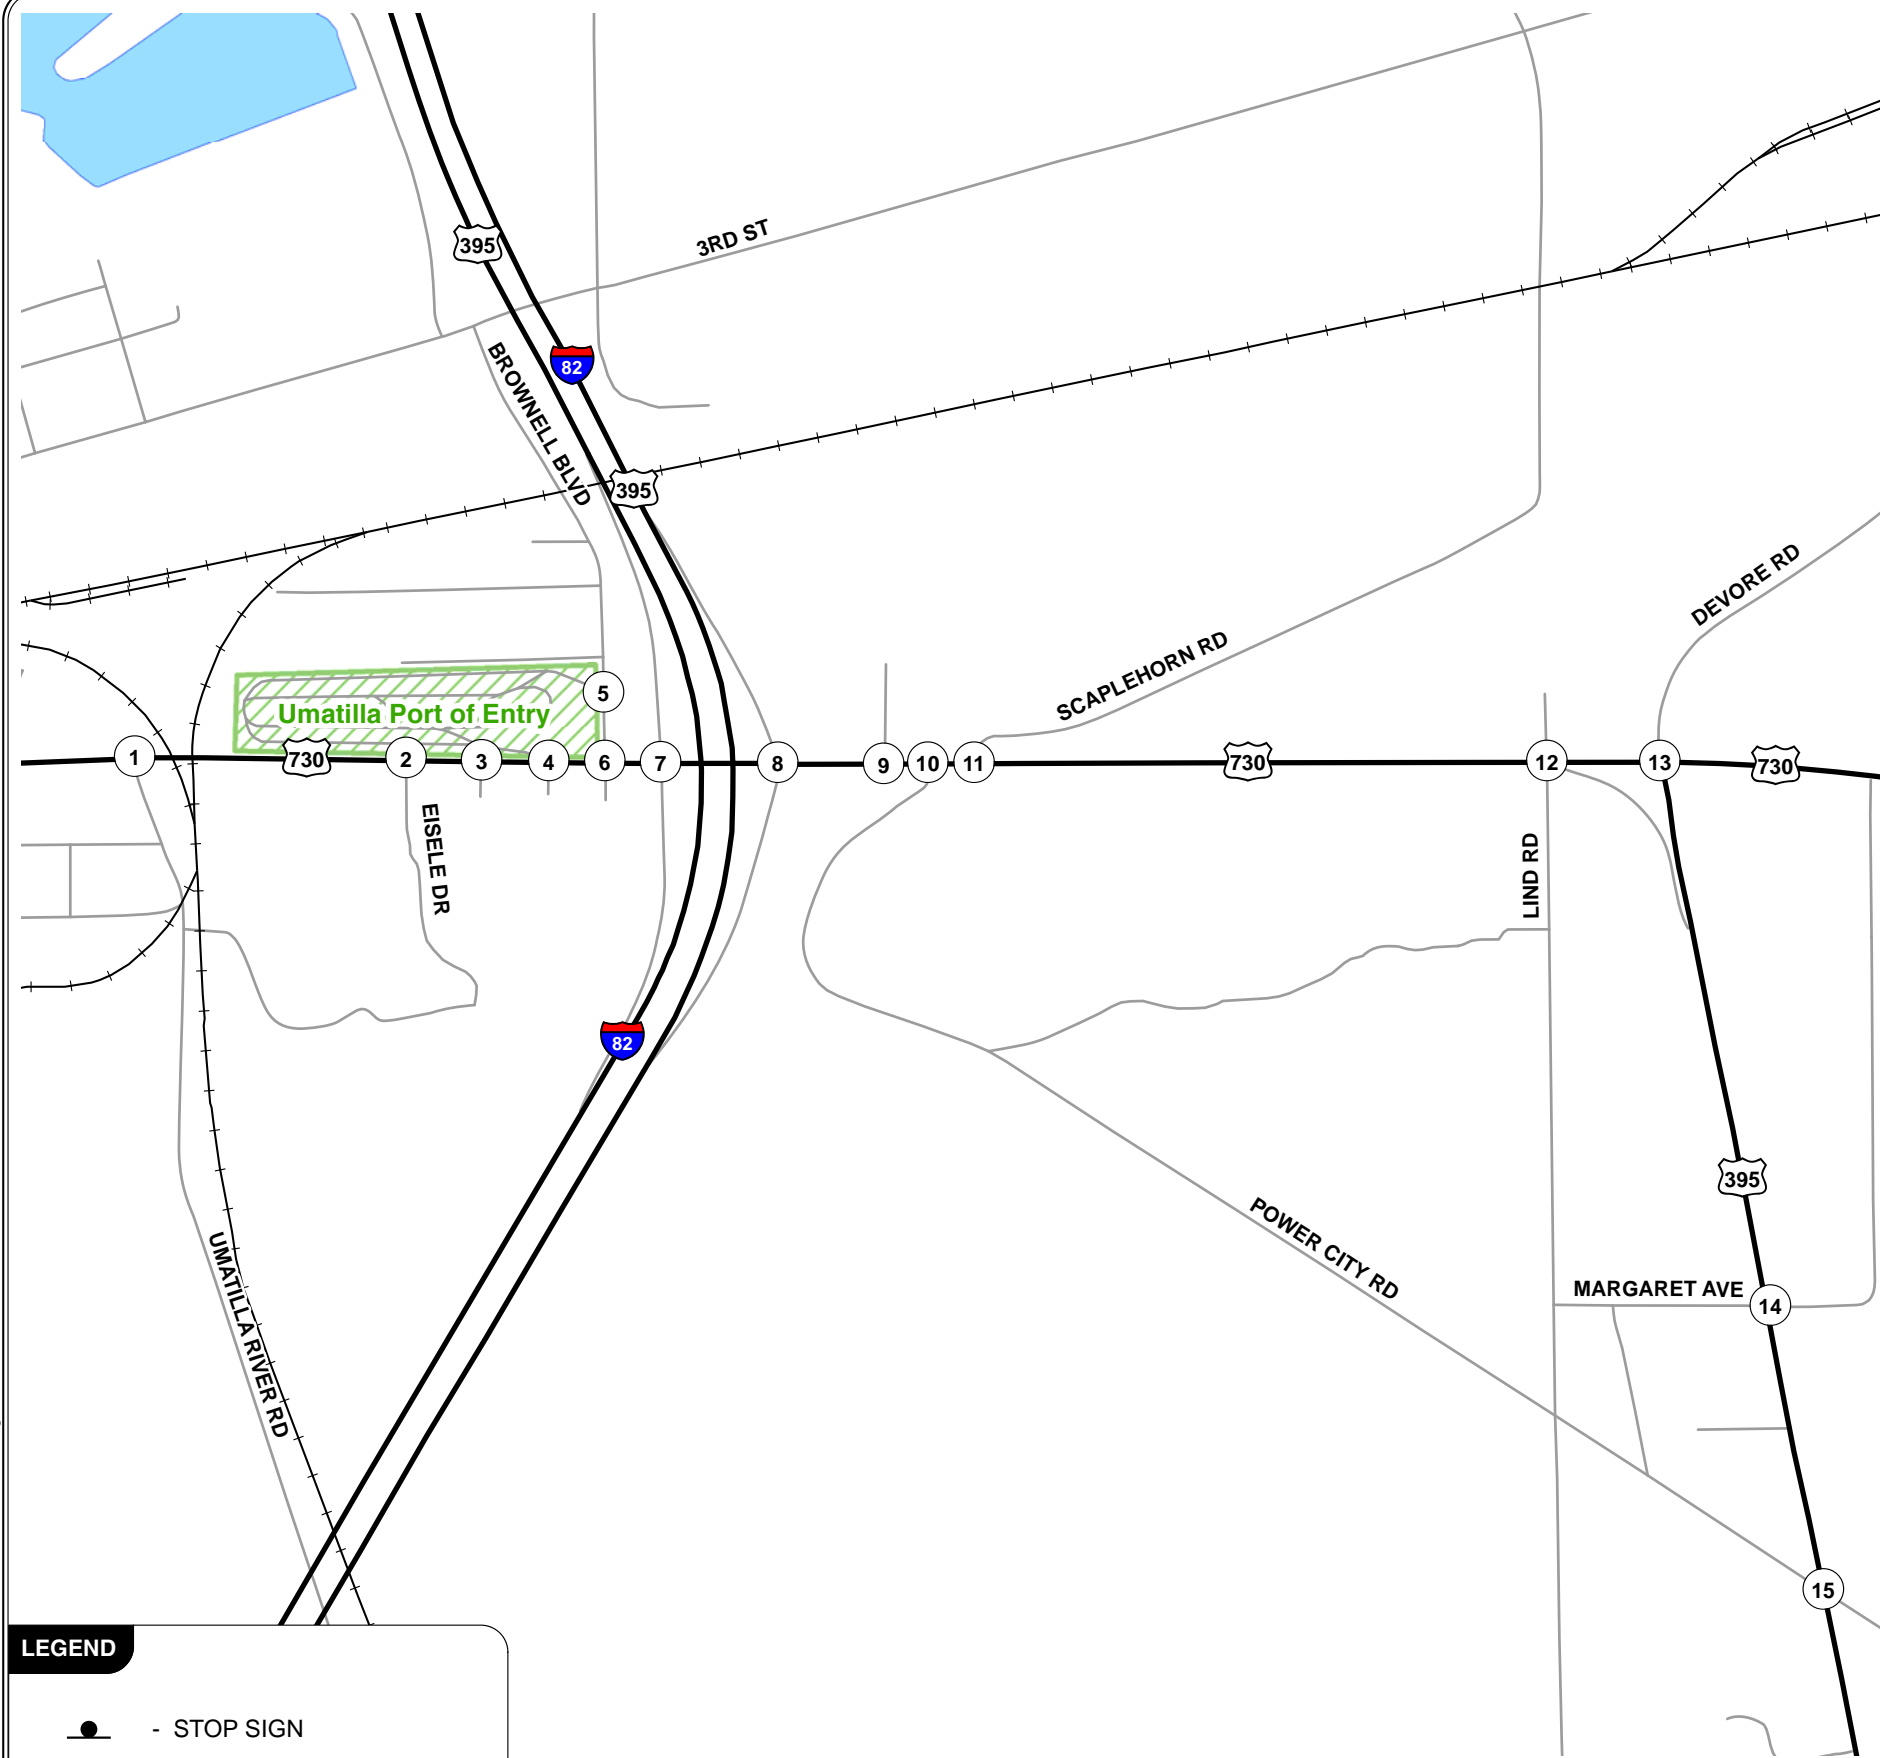 395
3RD ST
82
BROWNELL BLVD
395
DEVORE RD
SCAPLEHORN RD
5
Umatilla Port of Entry
1
730
2
3
4
6
7
8
9
10
11
730
12
13
730
EISELE DR
LIND RD
82
395
POWER CITY RD
MARGARET AVE
14
UMATILLA RIVER RD
15
LEGEND
- STOP SIGN